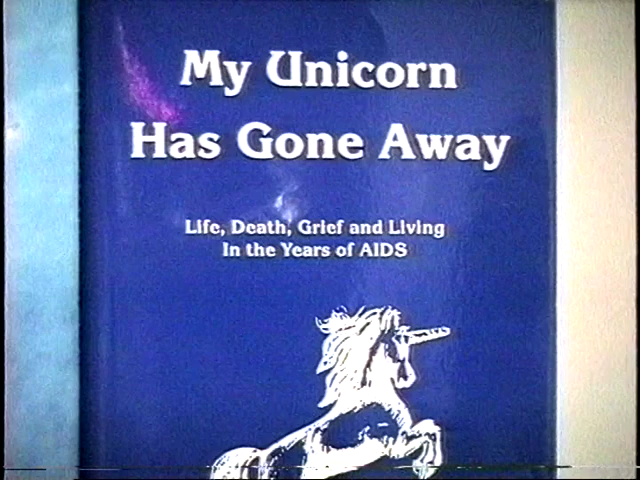 My Unicorn
Has Gone Away
Life, Death, Grief and Living
In the Years of AIDS